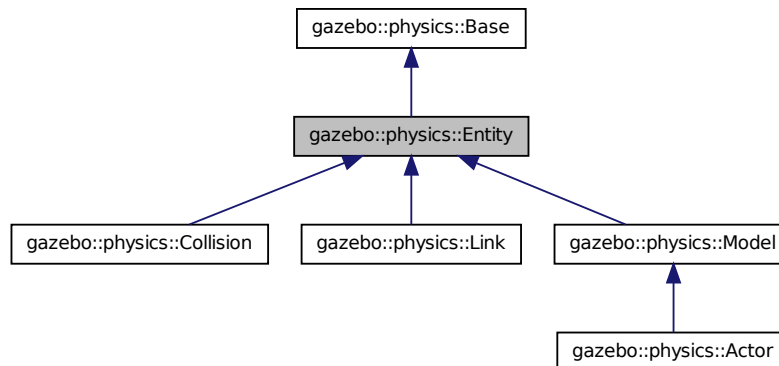 gazebo::physics::Base
gazebo::physics::Entity
gazebo::physics::Collision
gazebo::physics::Link
gazebo::physics::Model
gazebo::physics::Actor